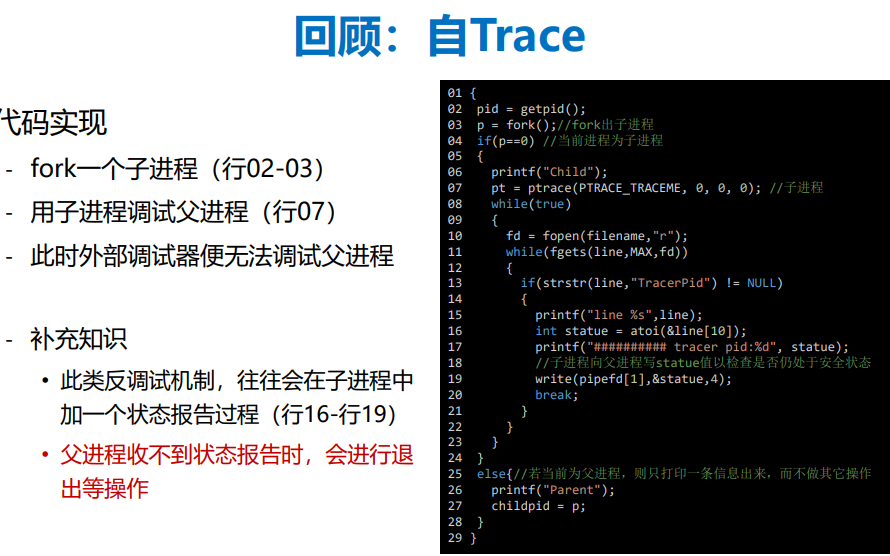 回顾：自Trace
代码实现
- fork一个子进程（行02-03）
- 用子进程调试父进程（行07）
- 此时外部调试器便无法调试父进程
- 补充知识
• 此类反调试机制，往往会在子进程中
加一个状态报告过程（行16-行19）
• 父进程收不到状态报告时，会进行退
出等操作
01 {
02 pid = getpid();
03 p = fork();//fork出子进程
04 if(p==0) //当前进程为子进程
05 {
06 printf("Child");
07 pt = ptrace(PTRACE_TRACEME, 0, 0, 0); //子进程
08 while(true)
09 {
10 fd = fopen(filename,"r");
11 while(fgets(line,MAX,fd))
12 {
13 if(strstr(line,"TracerPid") != NULL)
14 {
15 printf("line %s",line);
16 int statue = atoi(&line[10]);
17 printf("########## tracer pid:%d", statue);
18 //子进程向父进程写statue值以检查是否仍处于安全状态
19 write(pipefd[1],&statue,4);
20 break;
21 }
22 }
23 }
24 }
25 else{//若当前为父进程，则只打印一条信息出来，而不做其它操作
26 printf("Parent");
27 childpid = p;
28 }
29 }